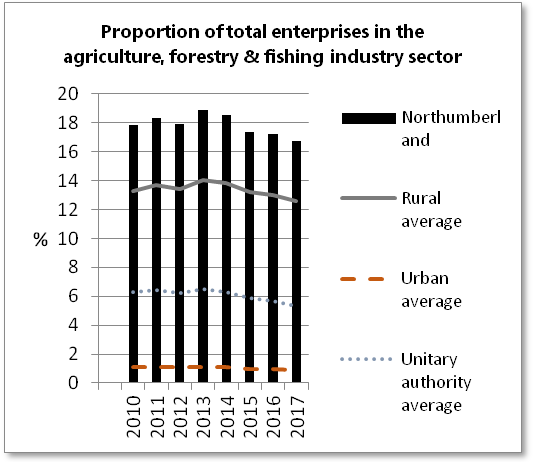 Proportion of total enterprises in the
agriculture, forestry & fishing industry sector
20
18
16
14
12
10
8
6
4
2
0
%
2010
2011
2012
2013
2014
2015
2016
2017
Northumberl
and
Rural
average
Urban
average
Unitary
authority
average